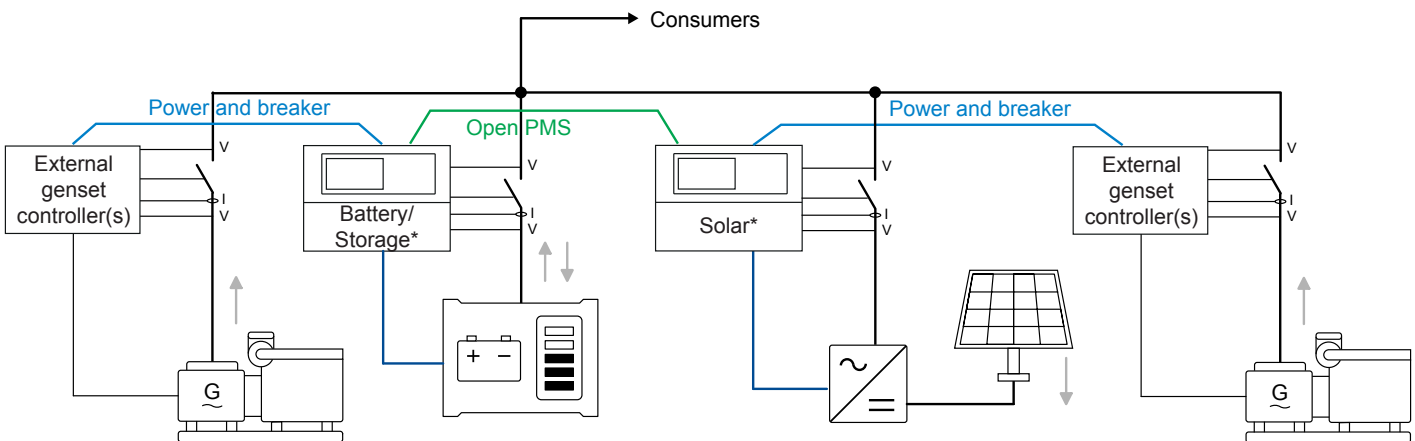 Consumers
Power and breaker
Open PMS
Power and breaker
External
genset
controller(s)
V
I
V
Battery/
Storage*
V
I
V
Solar*
V
I
V
External
genset
controller(s)
V
I
V
G
+ −
G